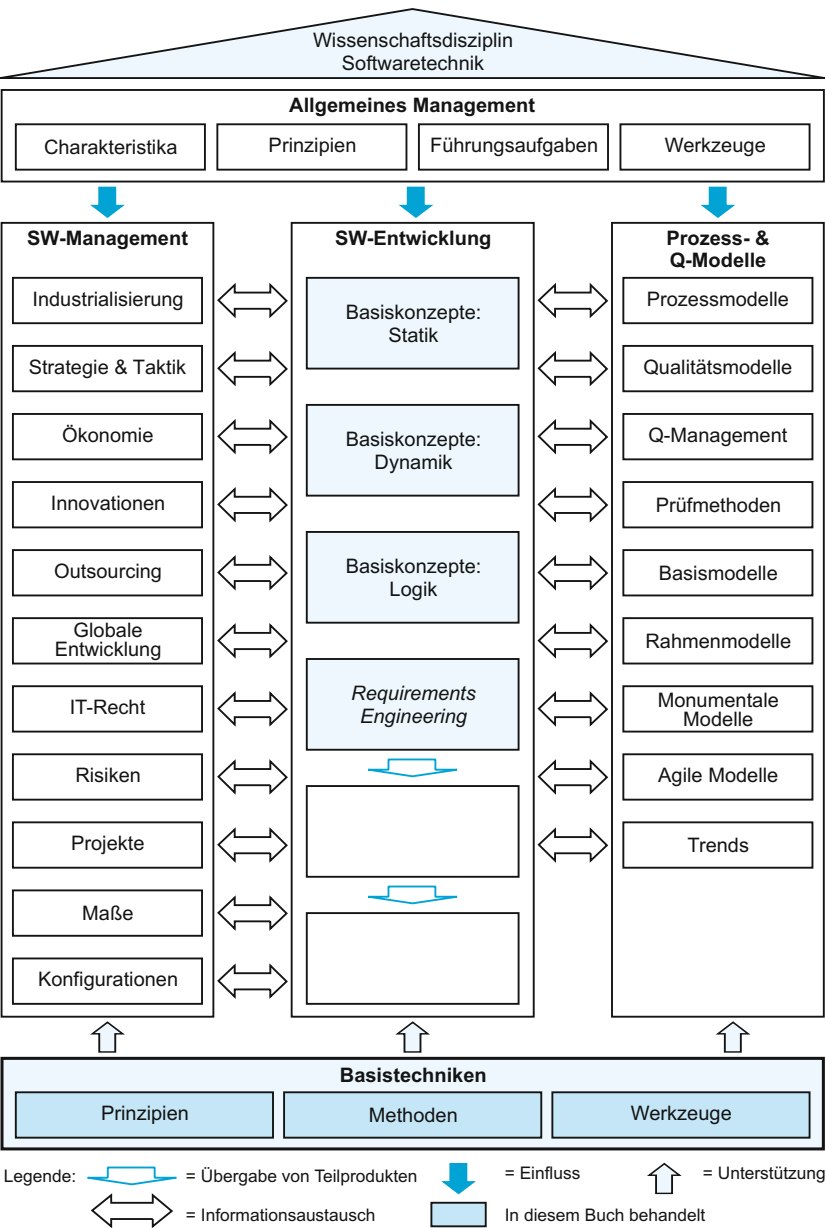 Wissenschaftsdisziplin
Softwaretechnik
Allgemeines Management
Charakteristika
Prinzipien
Führungsaufgaben
Werkzeuge
SW-Management
Industrialisierung
Strategie & Taktik
Ökonomie
Innovationen
Outsourcing
Globale
Entwicklung
IT-Recht
Risiken
Projekte
Maße
Konfigurationen
SW-Entwicklung
Basiskonzepte:
Statik
Basiskonzepte:
Dynamik
Basiskonzepte:
Logik
Requirements
Engineering
Prozess- &
Q-Modelle
Prozessmodelle
Qualitätsmodelle
Q-Management
Prüfmethoden
Basismodelle
Rahmenmodelle
Monumentale
Modelle
Agile Modelle
Trends
Basistechniken
Prinzipien
Methoden
Werkzeuge
Legende:
= Übergabe von Teilprodukten
= Einfluss
= Unterstützung
= Informationsaustausch
In diesem Buch behandelt